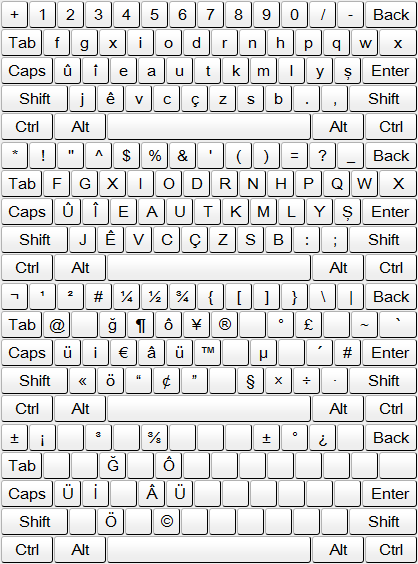 + 1 2 3 4 5 6 7 8 9 0 / - Back
Tab f g x i o d r n h p q w x
Caps û î e a u t k m l y ș Enter
Shift j ê v c ç z s b . , Shift
Ctrl Alt Alt Ctrl
* ! " ^ $ % & ' ( ) = ? _ Back
Tab F G X I O D R N H P Q W X
Caps Û Î E A U T K M L Y Ș Enter
Shift J Ê V C Ç Z S B : ; Shift
Ctrl Alt Alt Ctrl
¬ ¹ ² # ¼ ½ ¾ { [ ] } \ | Back
Tab @ ğ ¶ ô ¥ ® ° £ ~ `
Caps ü i € â ü ™ µ ´ # Enter
Shift « ö “ ¢ ” § × ÷ · Shift
Ctrl Alt Alt Ctrl
± ¡ ³ ⅜ ± ° ¿ Back
Tab Ğ Ô
Caps Ü İ Â Ü Enter
Shift Ö © Shift
Ctrl Alt Alt Ctrl